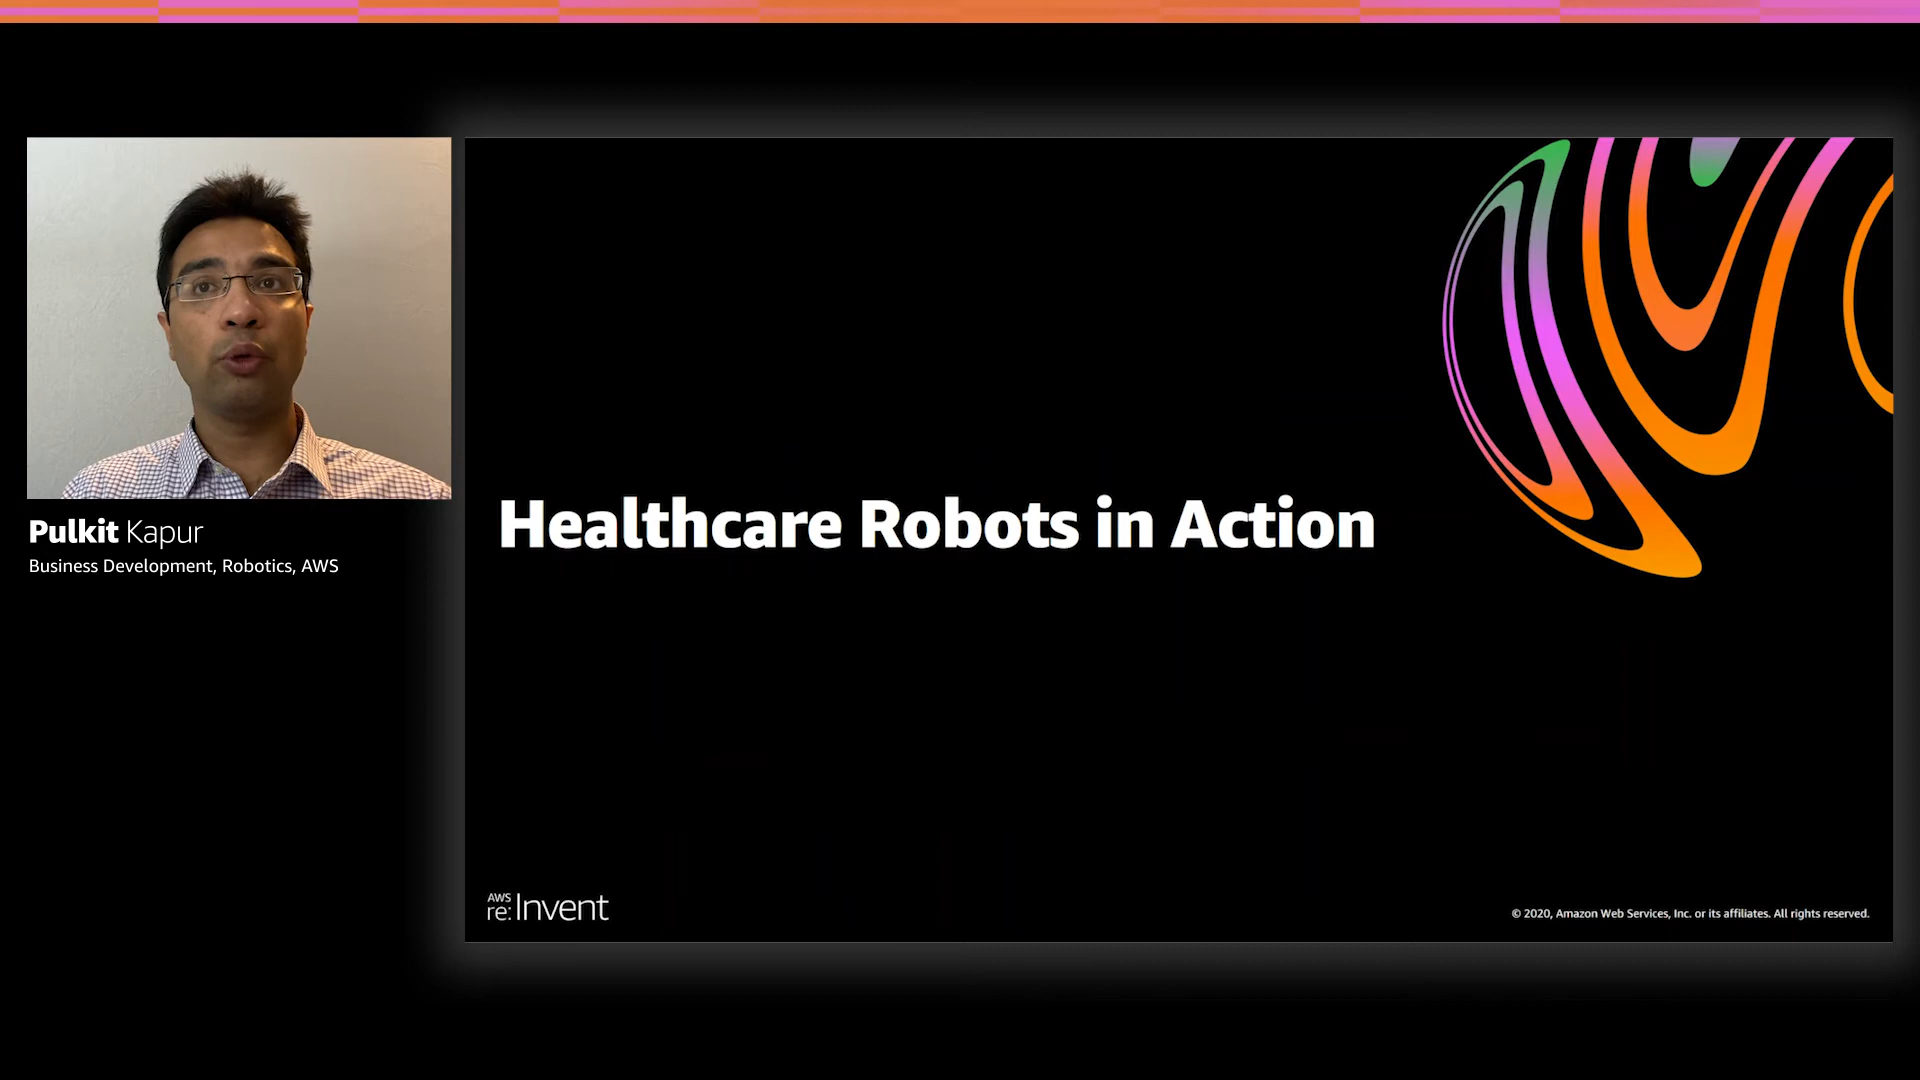 Pulkit Kapur
Business Development, Robotics, AWS
Healthcare Robots in Action
AWS
re:Invent
© 2020, Amazon Web Services, Inc. or its affiliates. All rights reserved.